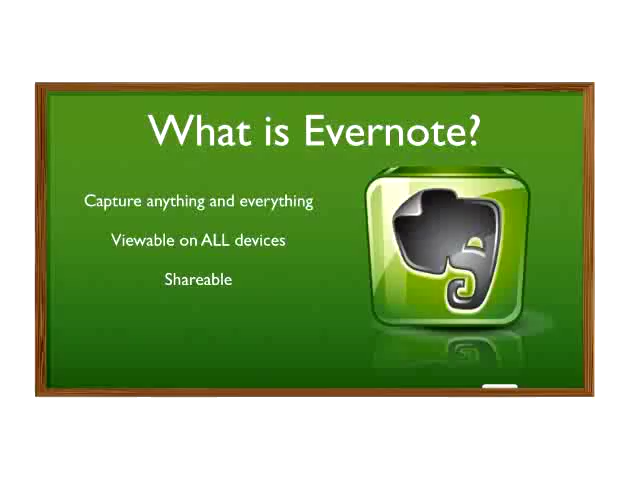 What is Evernote?
Capture anything and everything
Viewable on ALL devices
Shareable